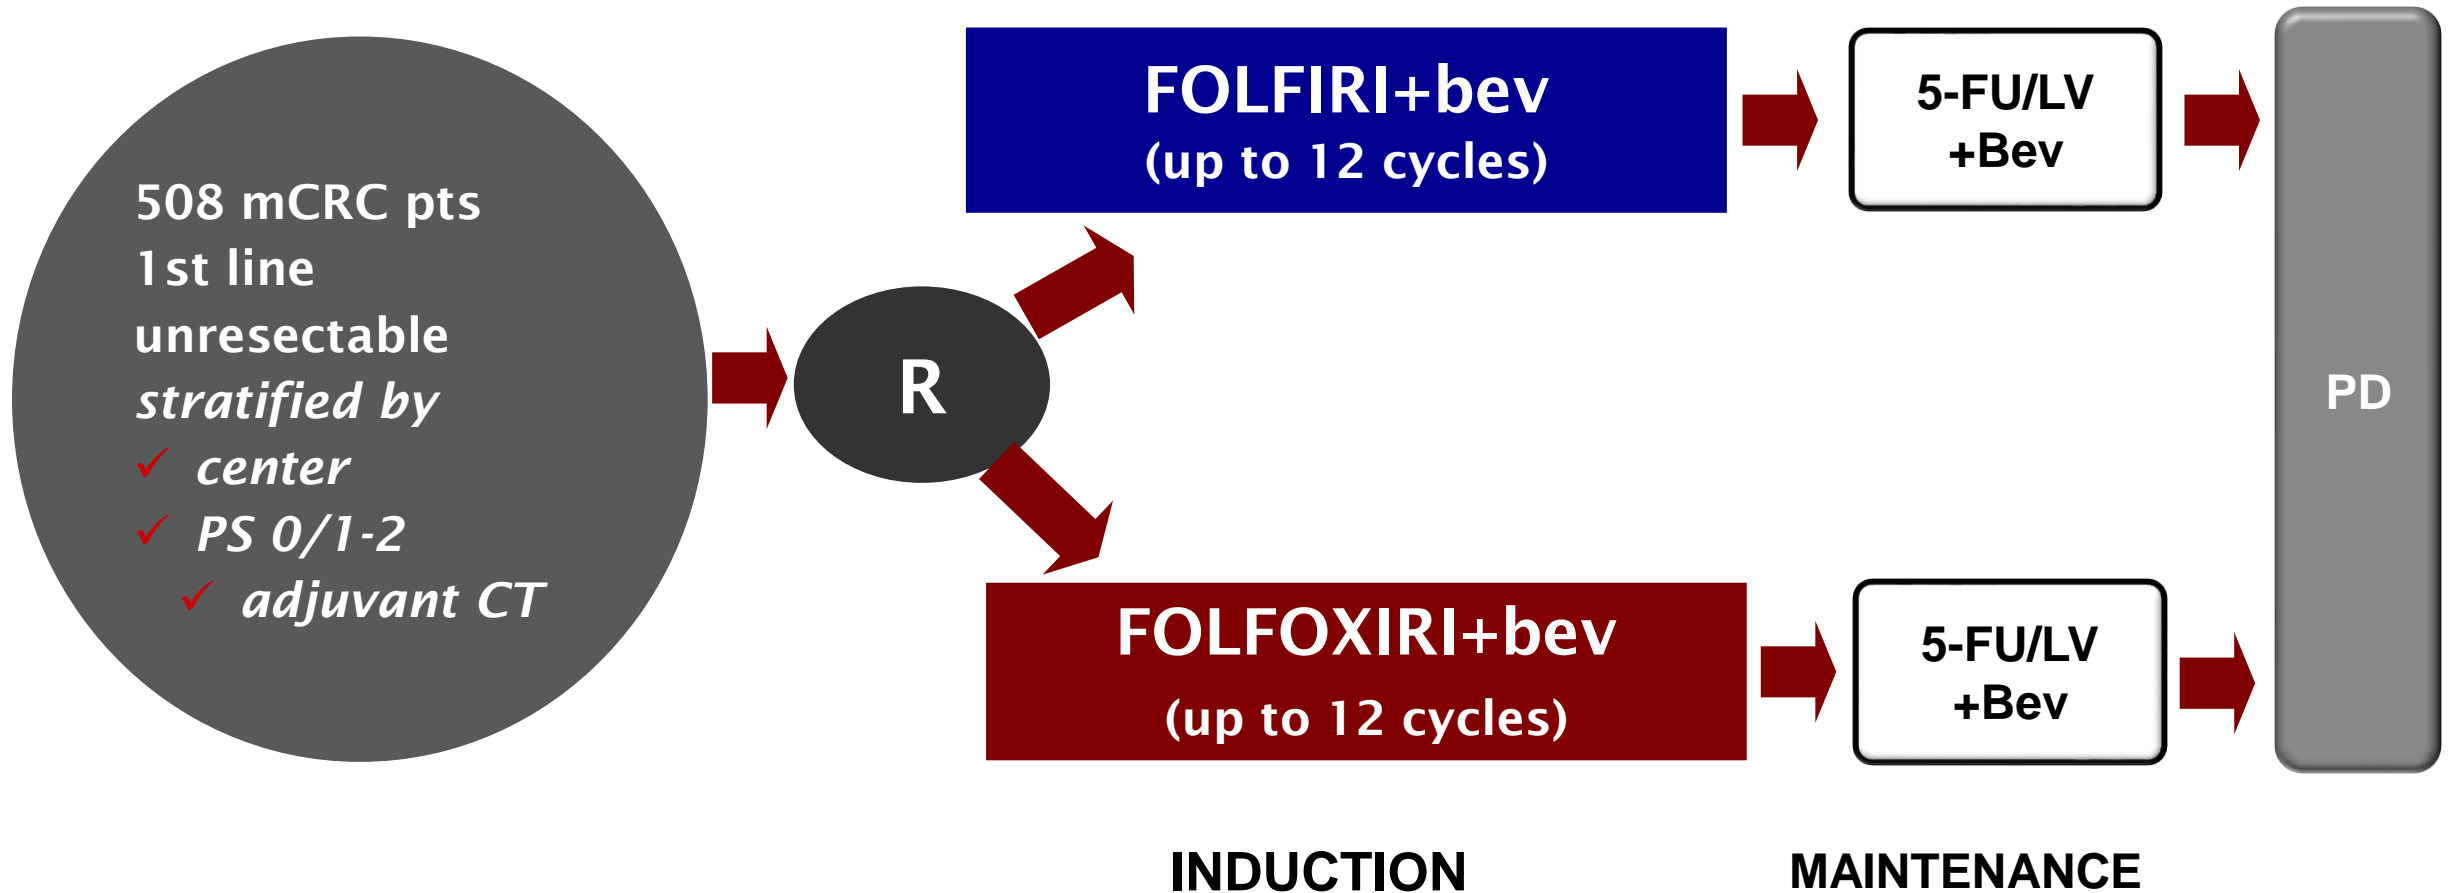 508 mCRC pts
1st line
unresectable
stratified by
✓ center
✓ PS 0/1-2
✓ adjuvant CT
R
FOLFIRI+bev
(up to 12 cycles)
5-FU/LV
+Bev
FOLFOXIRI+bev
(up to 12 cycles)
5-FU/LV
+Bev
PD
INDUCTION
MAINTENANCE